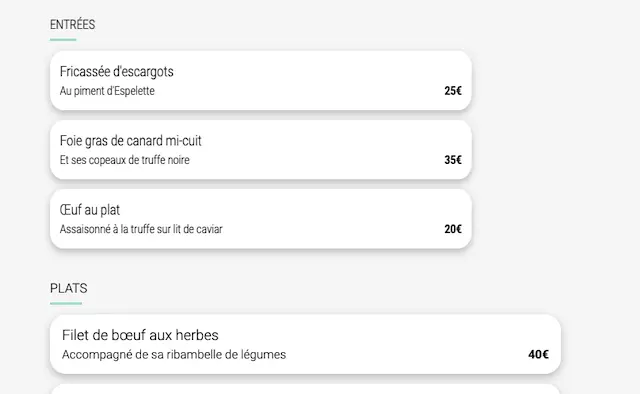 ENTRÉES
Fricassée d'escargots
Au piment d'Espelette 25€
Foie gras de canard mi-cuit
Et ses copeaux de truffe noire 35€
Œuf au plat
Assaisonné à la truffe sur lit de caviar 20€
PLATS
Filet de bœuf aux herbes
Accompagné de sa ribambelle de légumes 40€